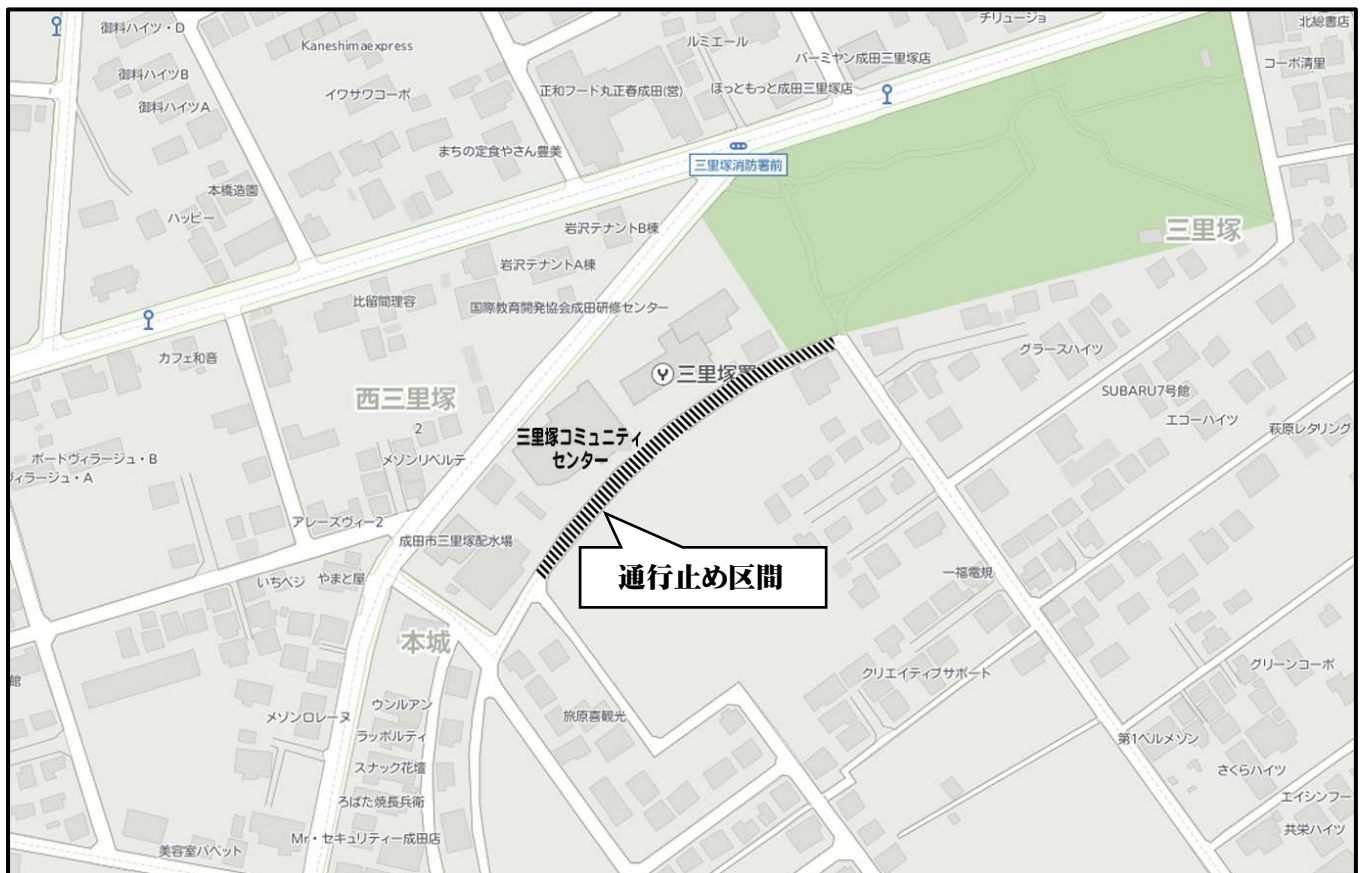 御料ハイツ・D
Kaneshimaexpress
ルミエール
チリュージョ
北総書店
御料ハイツB
バーミヤン成田三里塚店
コーポ清里
御料ハイツA
イワサワコーポ
正和フード丸正春成田(営)
ほっともっと成田三里塚店
まちの定食やさん豊美
三里塚消防署前
本橋造園
ハッピー
岩沢テナントB棟
三里塚
岩沢テナントA棟
比留間理容
国際教育開発協会成田研修センター
カフェ和音
グラースハイツ
三里塚署
西三里塚
2
SUBARU7号館
エコーハイツ
萩原レタリング
三里塚コミュニティ
センター
メゾンリベルテ
ポートヴィラージュ・B
ヴィラージュ・A
アレーズヴィー2
成田市三里塚配水場
通行止め区間
いちベジ
やまと屋
一福電規
本城
館
クリエイティブサポート
グリーンコーポ
メゾンロレーヌ
ウンルアン
旅原喜観光
ラッポルティ
第1ベルメゾン
スナック花壇
さくらハイツ
ろばた焼長兵衛
エイシンフー
Mr・セキュリティー成田店
共栄ハイツ
美容室パペット